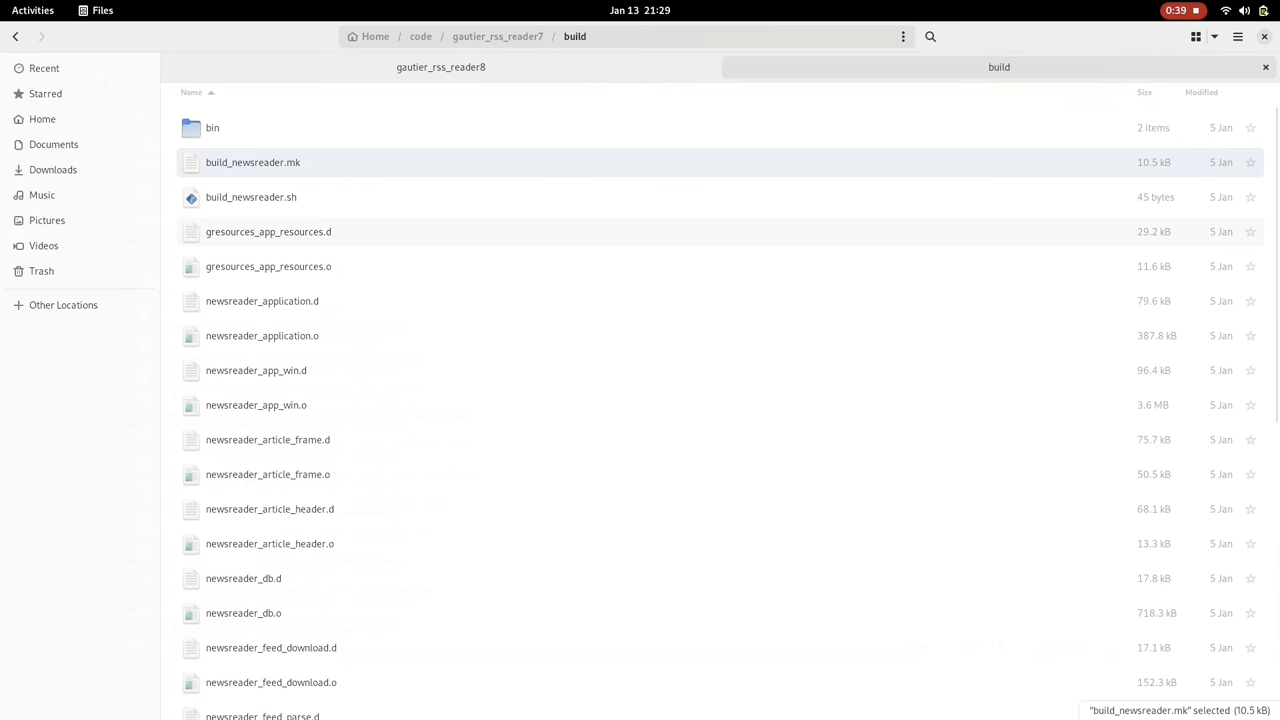 Activities Files Jan 13 21:29 0:39
Home / code / gautier_rss_reader7 / build
gautier_rss_reader8 build
Name Size Modified
Recent
Starred
Home
Documents
Downloads
Music
Pictures
Videos
Trash
Other Locations
bin 2 items 5 Jan
build_newsreader.mk 10.5 kB 5 Jan
build_newsreader.sh 45 bytes 5 Jan
gresources_app_resources.d 29.2 kB 5 Jan
gresources_app_resources.o 11.6 kB 5 Jan
newsreader_application.d 79.6 kB 5 Jan
newsreader_application.o 387.8 kB 5 Jan
newsreader_app_win.d 96.4 kB 5 Jan
newsreader_app_win.o 3.6 MB 5 Jan
newsreader_article_frame.d 75.7 kB 5 Jan
newsreader_article_frame.o 50.5 kB 5 Jan
newsreader_article_header.d 68.1 kB 5 Jan
newsreader_article_header.o 13.3 kB 5 Jan
newsreader_db.d 17.8 kB 5 Jan
newsreader_db.o 718.3 kB 5 Jan
newsreader_feed_download.d 17.1 kB 5 Jan
newsreader_feed_download.o 152.3 kB 5 Jan
newsreader_feed_parse.d
"build_newsreader.mk" selected (10.5 kB)